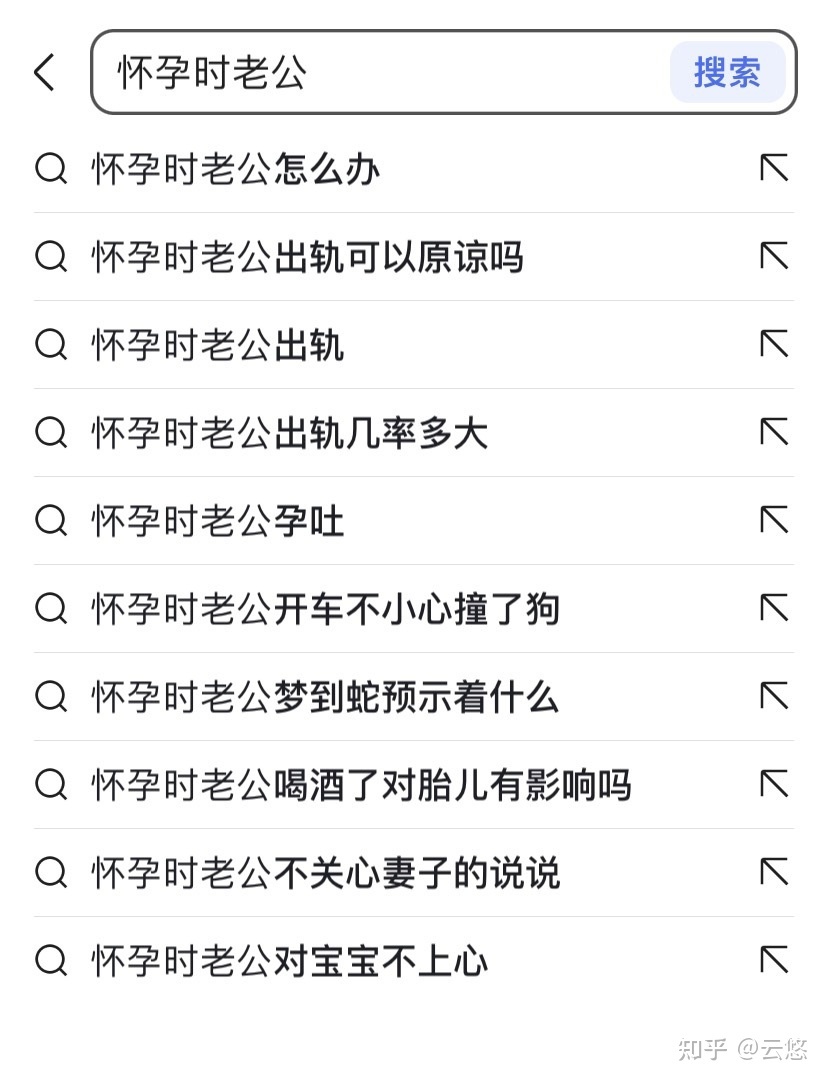 怀孕时老公 搜索
怀孕时老公怎么办
怀孕时老公出轨可以原谅吗
怀孕时老公出轨
怀孕时老公出轨几率多大
怀孕时老公孕吐
怀孕时老公开车不小心撞了狗
怀孕时老公梦到蛇预示着什么
怀孕时老公喝酒了对胎儿有影响吗
怀孕时老公不关心妻子的说说
怀孕时老公对宝宝不上心
知乎 @云悠